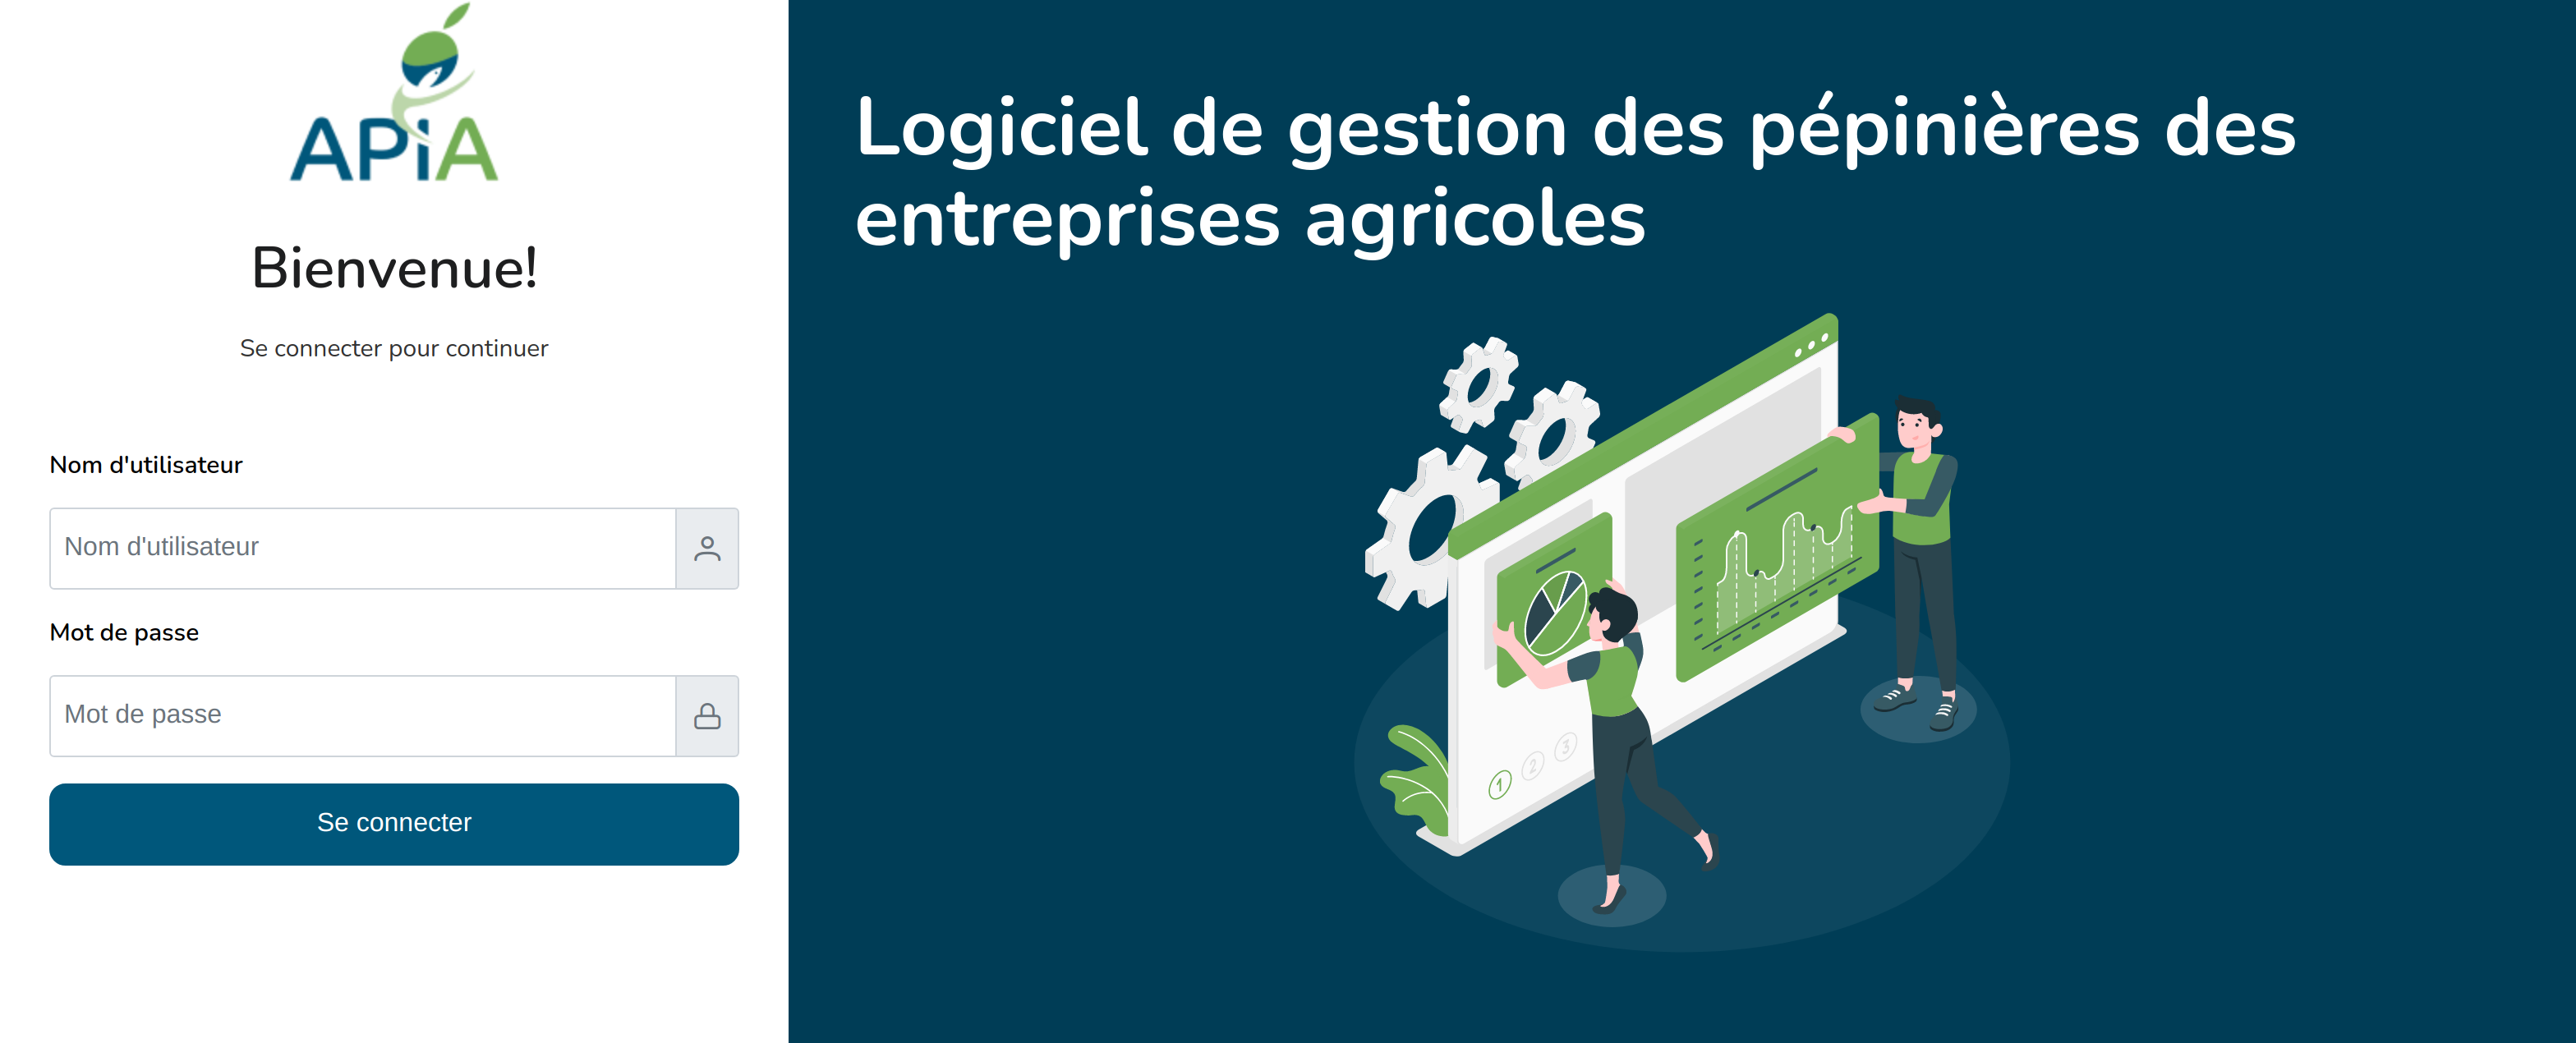 APiA
Bienvenue!
Se connecter pour continuer
Nom d'utilisateur
Nom d'utilisateur
Mot de passe
Mot de passe
Se connecter
Logiciel de gestion des pépinières des
entreprises agricoles
1 2 3